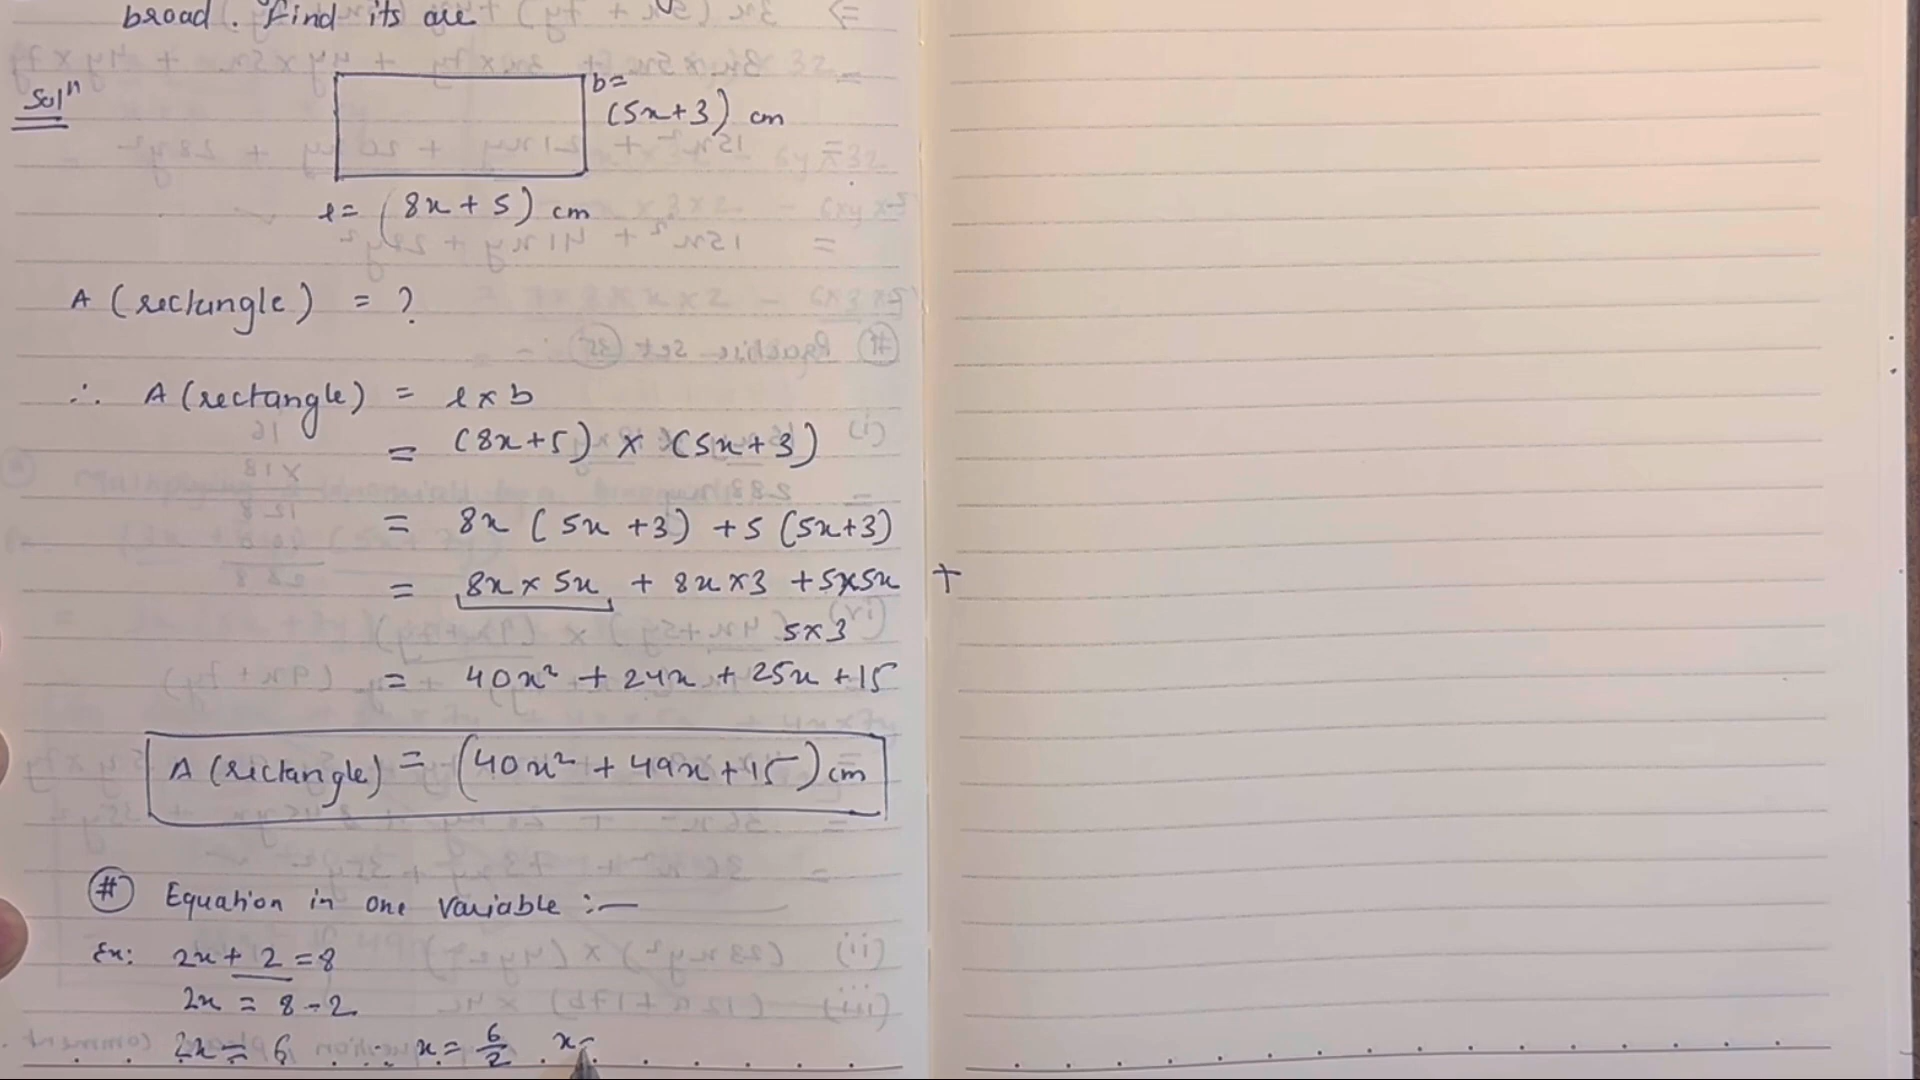 broad. Find its are
Solⁿ
b=
(5x+3) cm
l= (8x+5) cm
A (rectangle) = ?
∴ A (rectangle) = l×b
= (8x+5) × (5x+3)
= 8x (5x+3) +5 (5x+3)
= 8x × 5x + 8x×3 +5×5x +
5×3
= 40x² + 24x + 25x +15
A (rectangle) = (40x² + 49x+15) cm
# Equation in one variable :—
Ex: 2x+2 =8
2x = 8-2
2x = 6 ∴ x = 6/2 x=